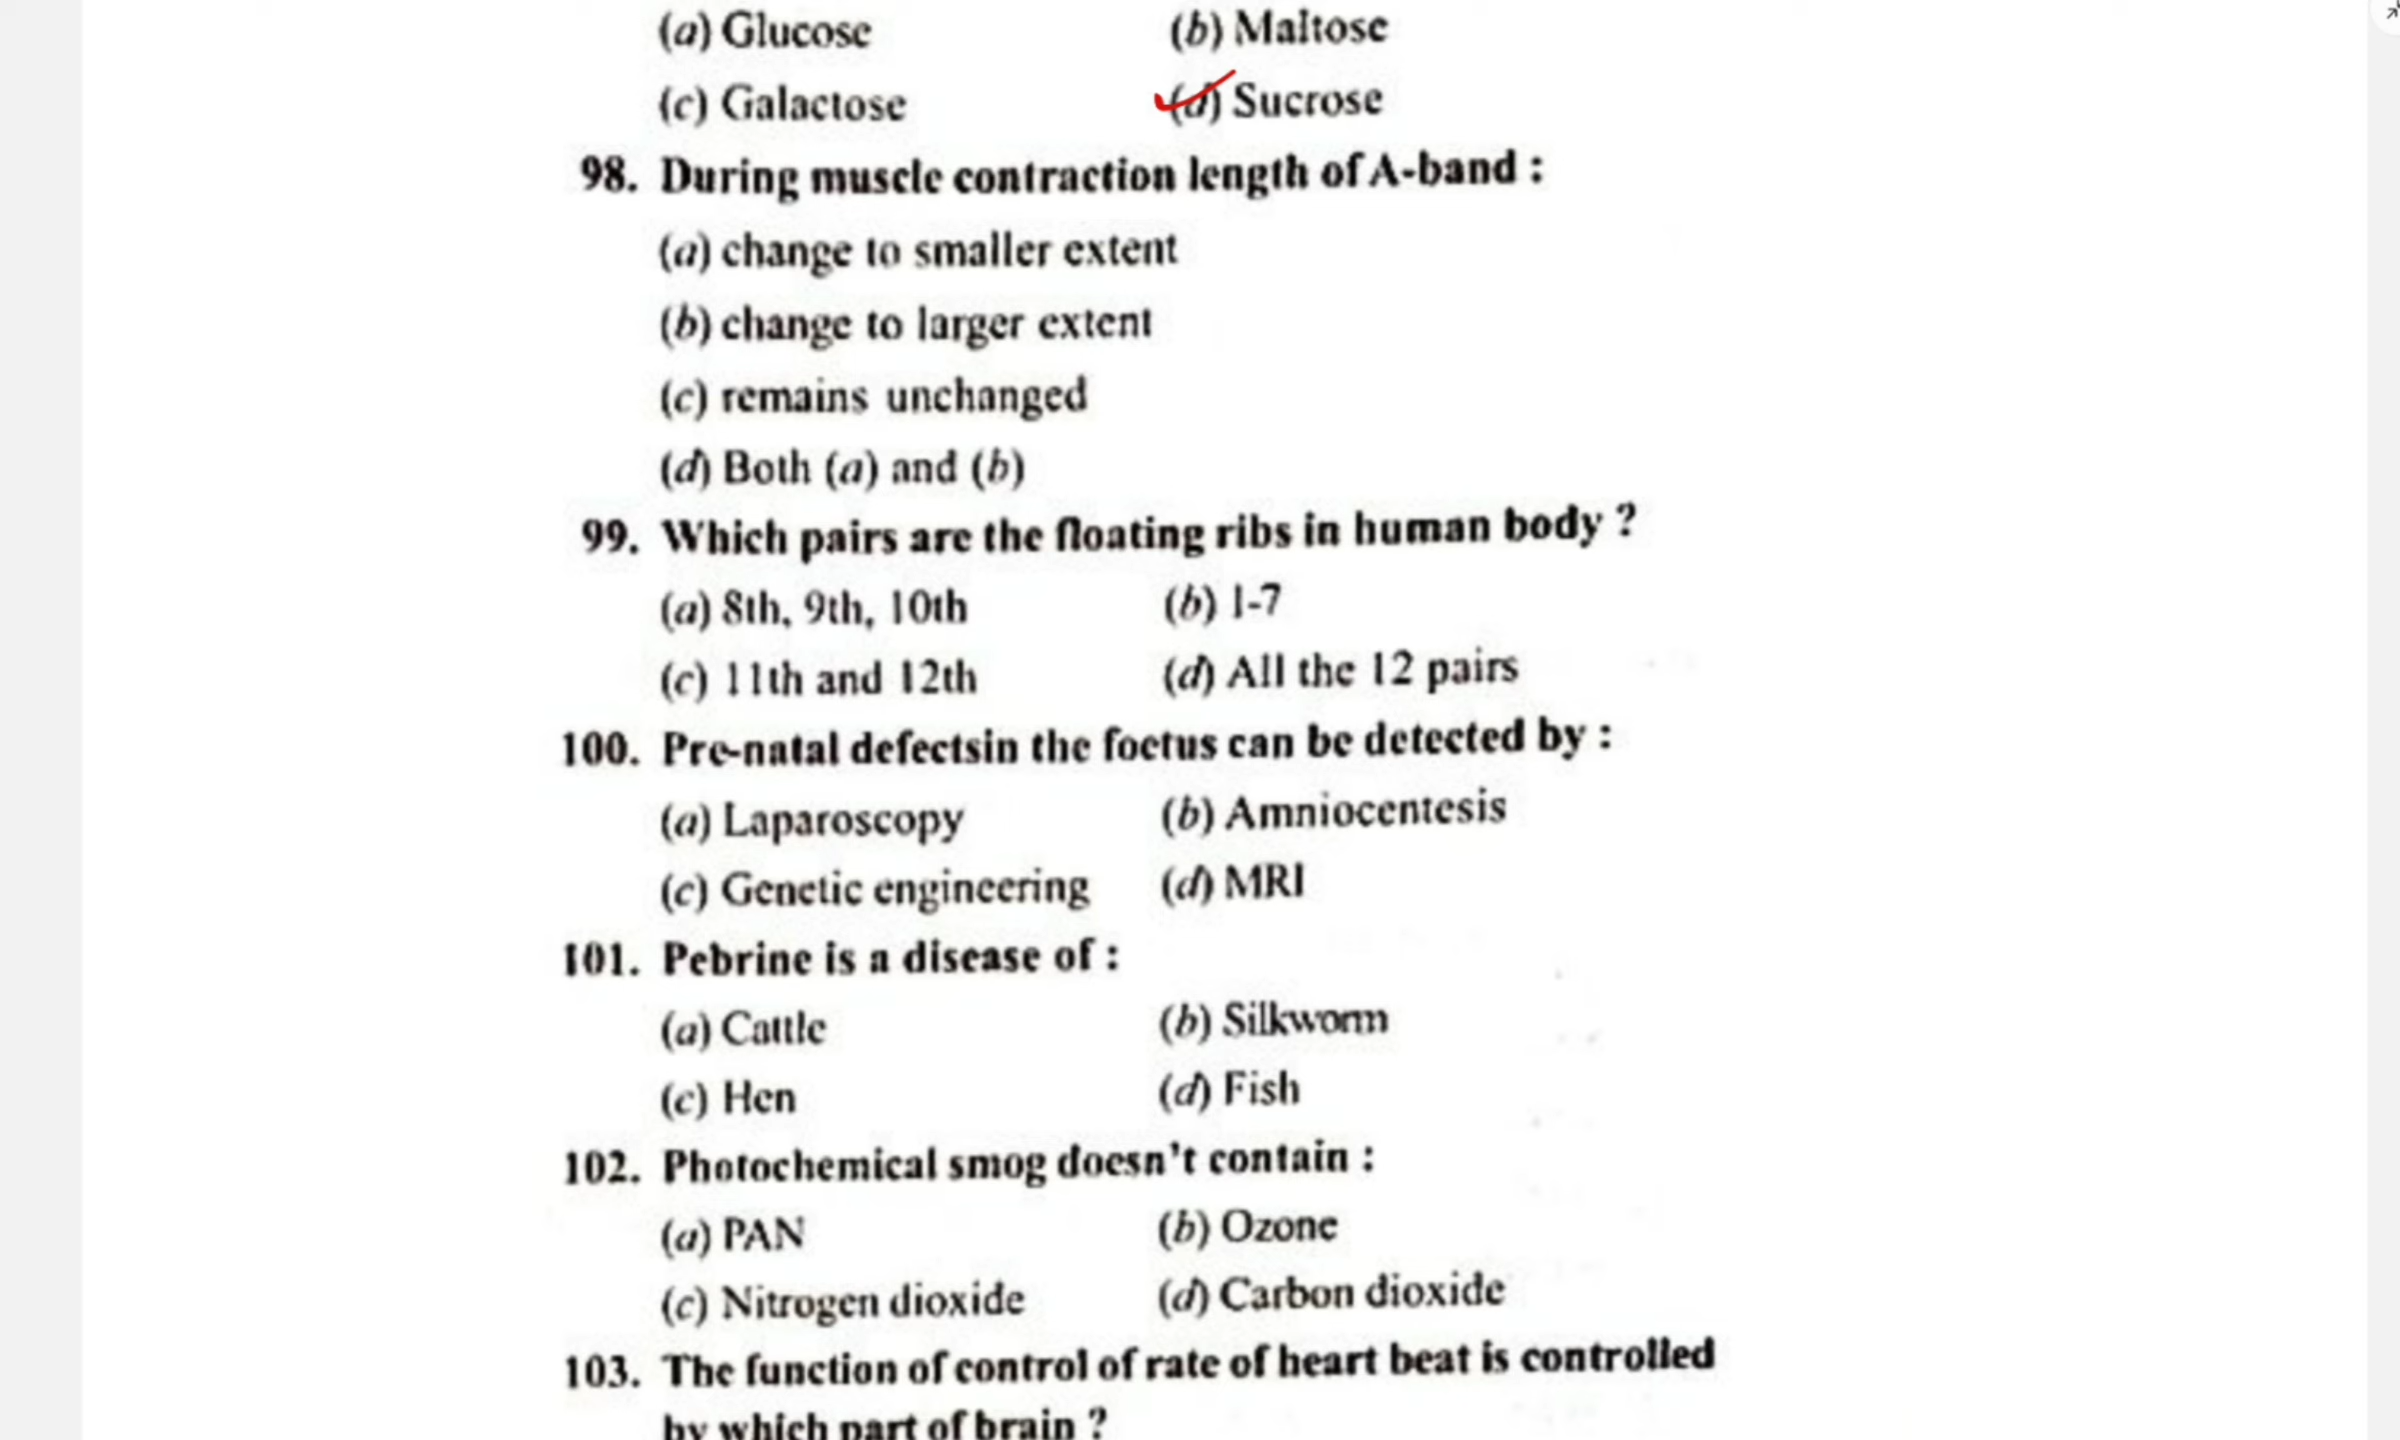 (a) Glucose (b) Maltose
(c) Galactose (d) Sucrose
98. During muscle contraction length of A-band :
(a) change to smaller extent
(b) change to larger extent
(c) remains unchanged
(d) Both (a) and (b)
99. Which pairs are the floating ribs in human body ?
(a) 8th, 9th, 10th (b) 1-7
(c) 11th and 12th (d) All the 12 pairs
100. Pre-natal defectsin the foetus can be detected by :
(a) Laparoscopy (b) Amniocentesis
(c) Genetic engineering (d) MRI
101. Pebrine is a disease of :
(a) Cattle (b) Silkworm
(c) Hen (d) Fish
102. Photochemical smog doesn't contain :
(a) PAN (b) Ozone
(c) Nitrogen dioxide (d) Carbon dioxide
103. The function of control of rate of heart beat is controlled
by which part of brain ?